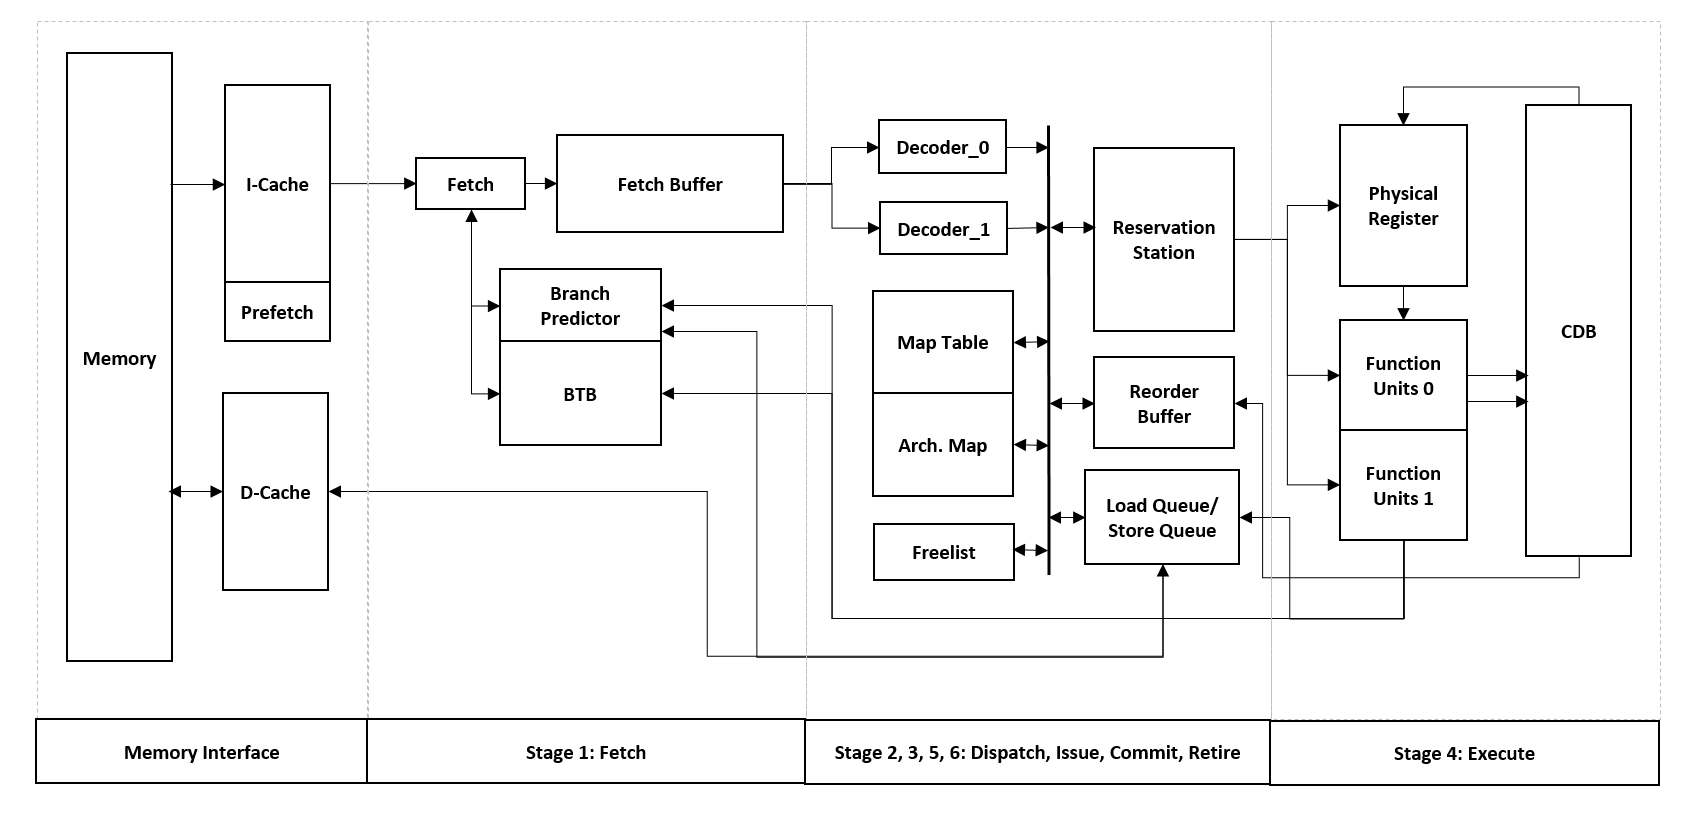 Memory
I-Cache
Prefetch
D-Cache
Fetch
Fetch Buffer
Branch
Predictor
BTB
Decoder_0
Decoder_1
Map Table
Arch. Map
Freelist
Reservation
Station
Reorder
Buffer
Load Queue/
Store Queue
Physical
Register
Function
Units 0
Function
Units 1
CDB
Memory Interface
Stage 1: Fetch
Stage 2, 3, 5, 6: Dispatch, Issue, Commit, Retire
Stage 4: Execute